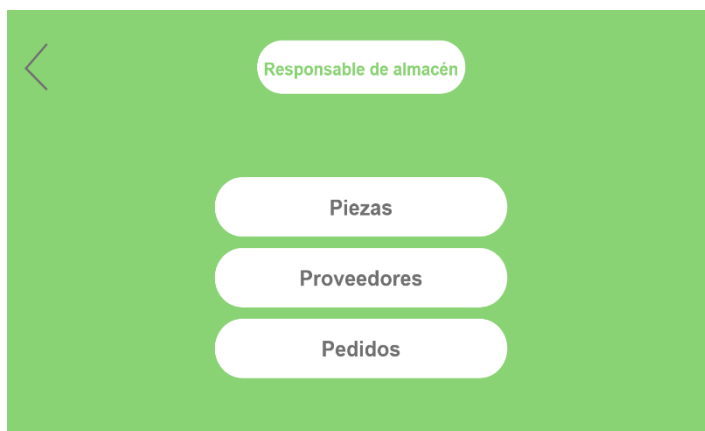 Responsable de almacén
Piezas
Proveedores
Pedidos